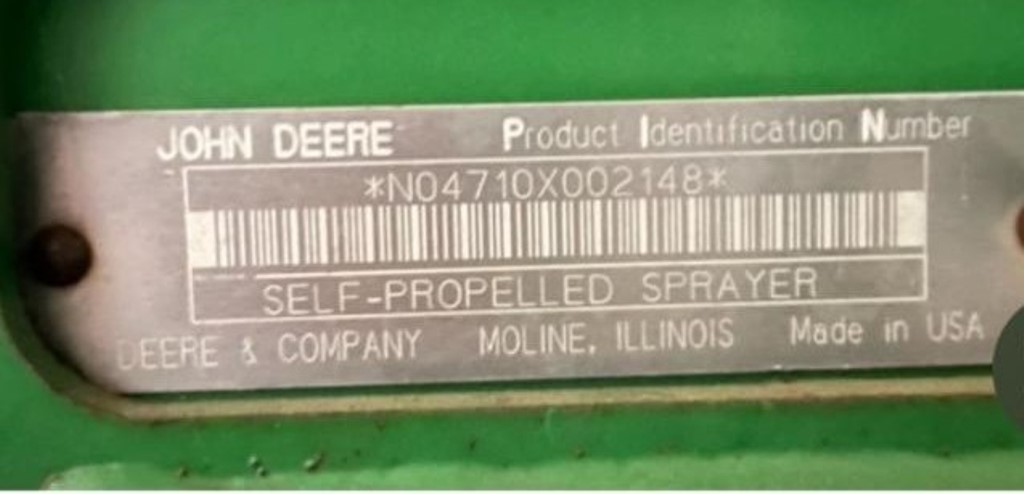 JOHN DEERE Product Identification Number
*N04710X002148*
SELF-PROPELLED SPRAYER
DEERE & COMPANY MOLINE, ILLINOIS Made in USA